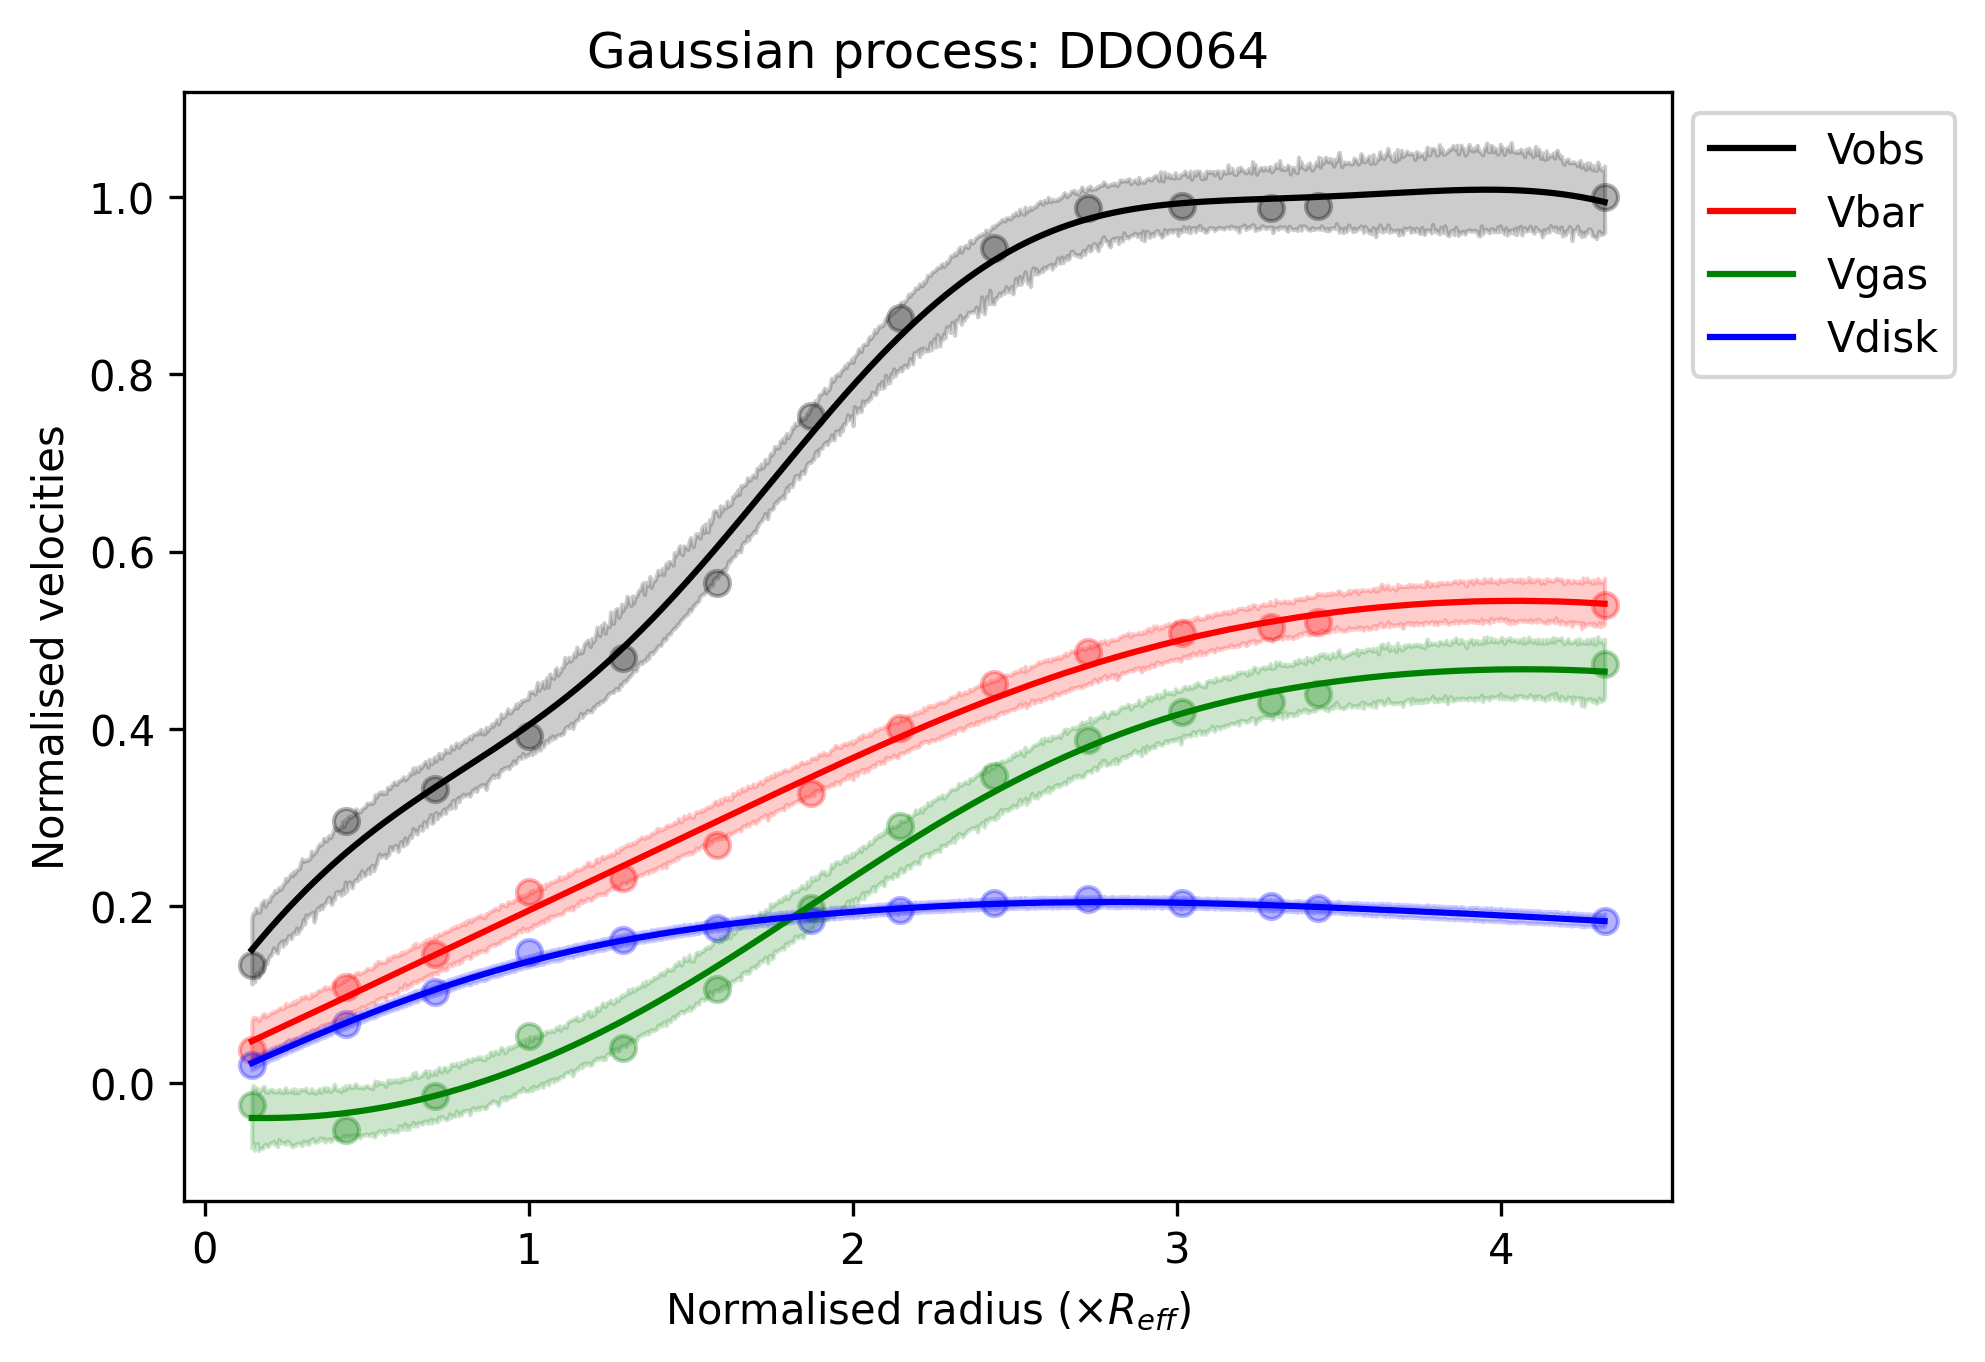 Gaussian process: DDO064
Vobs
Vbar
Vgas
Vdisk
Normalised velocities
1.0
0.8
0.6
0.4
0.2
0.0
0 1 2 3 4
Normalised radius (×R_eff)